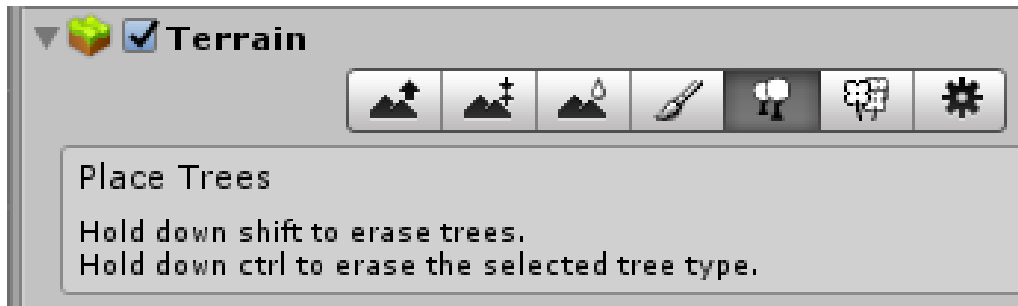 Terrain
Place Trees
Hold down shift to erase trees.
Hold down ctrl to erase the selected tree type.